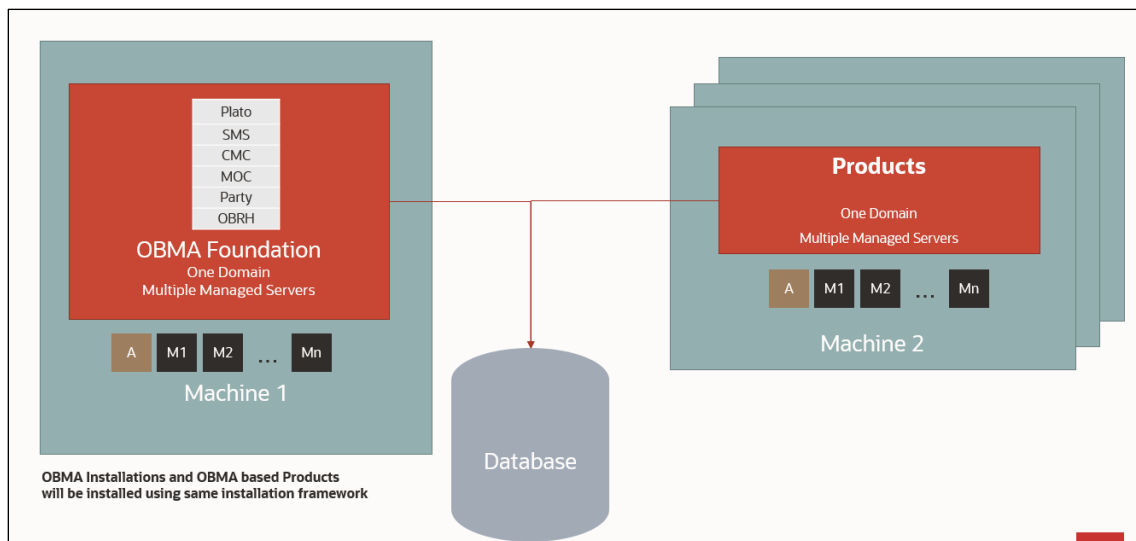 Plato
SMS
CMC
MOC
Party
OBRH
OBMA Foundation
One Domain
Multiple Managed Servers
A M1 M2 ... Mn
Machine 1
OBMA Installations and OBMA based Products
will be installed using same installation framework
Database
Products
One Domain
Multiple Managed Servers
A M1 M2 ... Mn
Machine 2